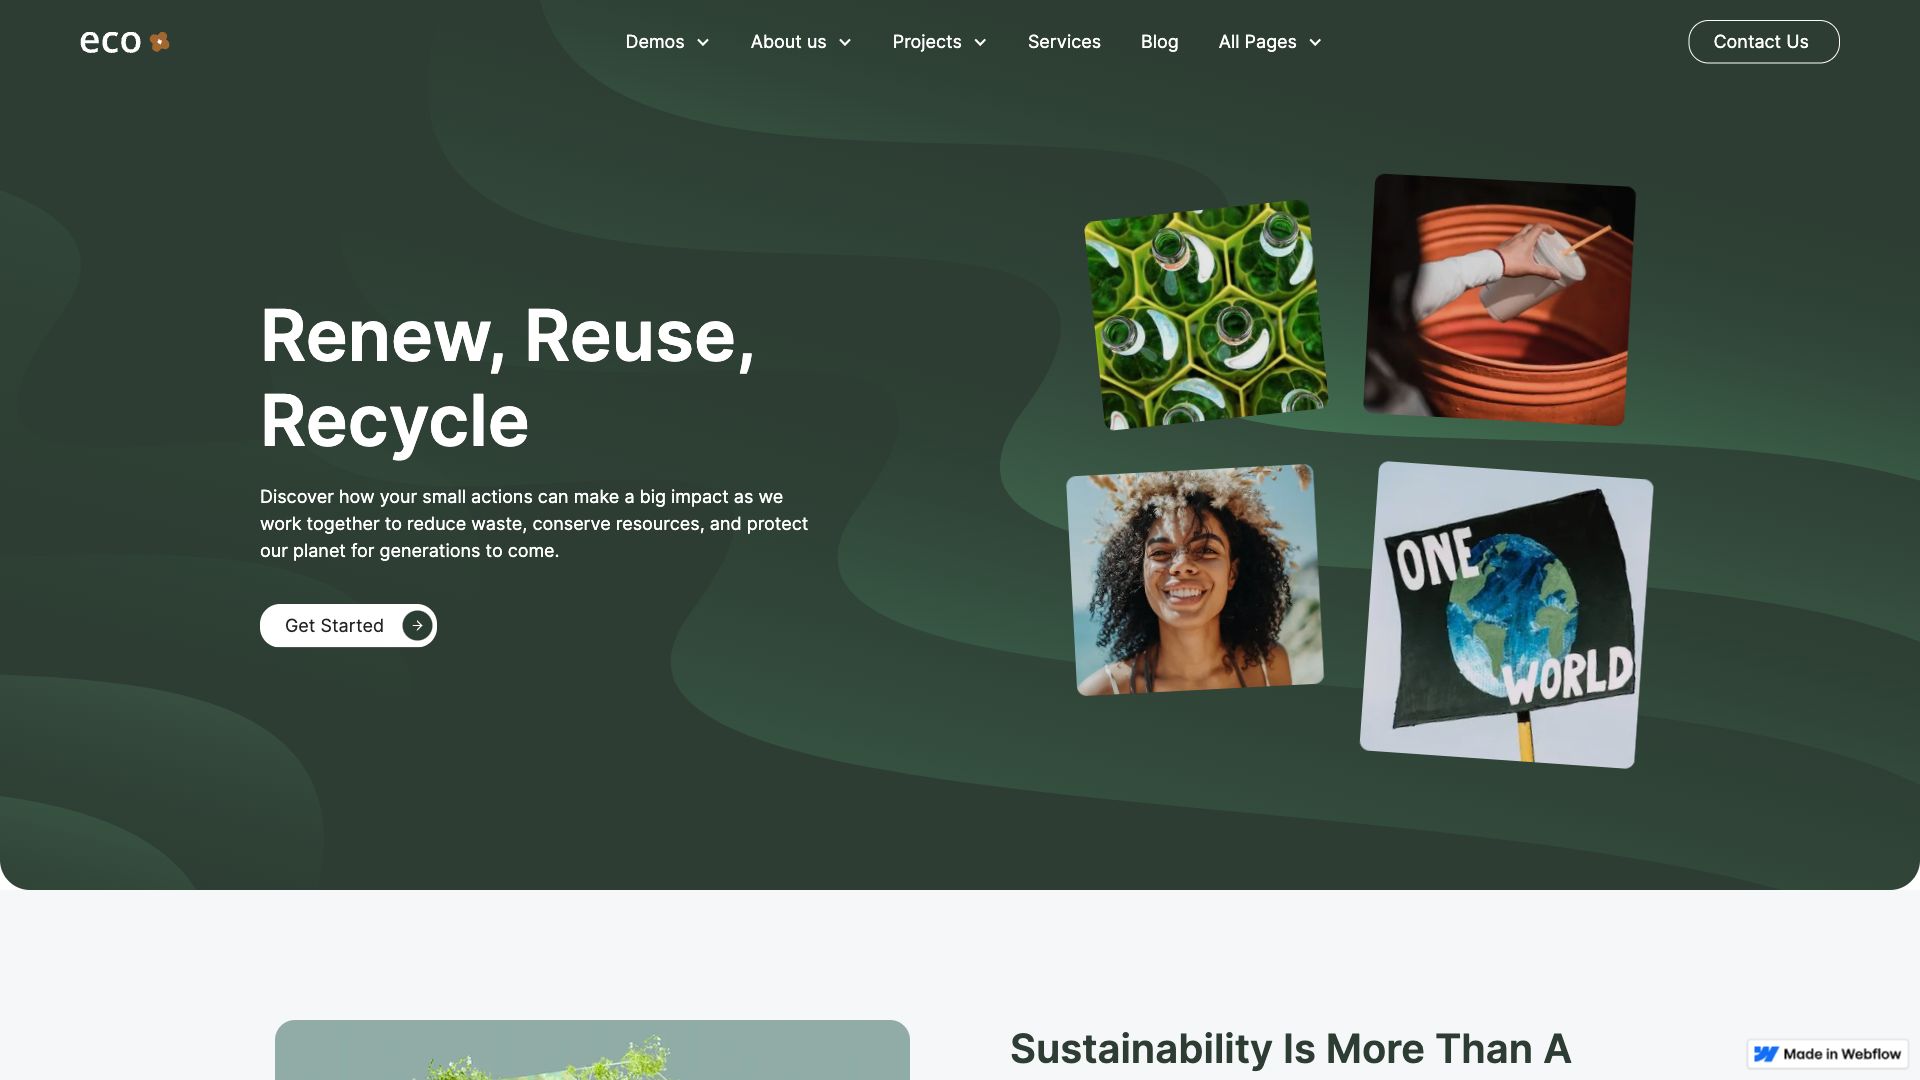 eco
Demos
About us
Projects
Services
Blog
All Pages
Contact Us
Renew, Reuse,
Recycle
Discover how your small actions can make a big impact as we
work together to reduce waste, conserve resources, and protect
our planet for generations to come.
Get Started
ONE
WORLD
Sustainability Is More Than A
Made in Webflow